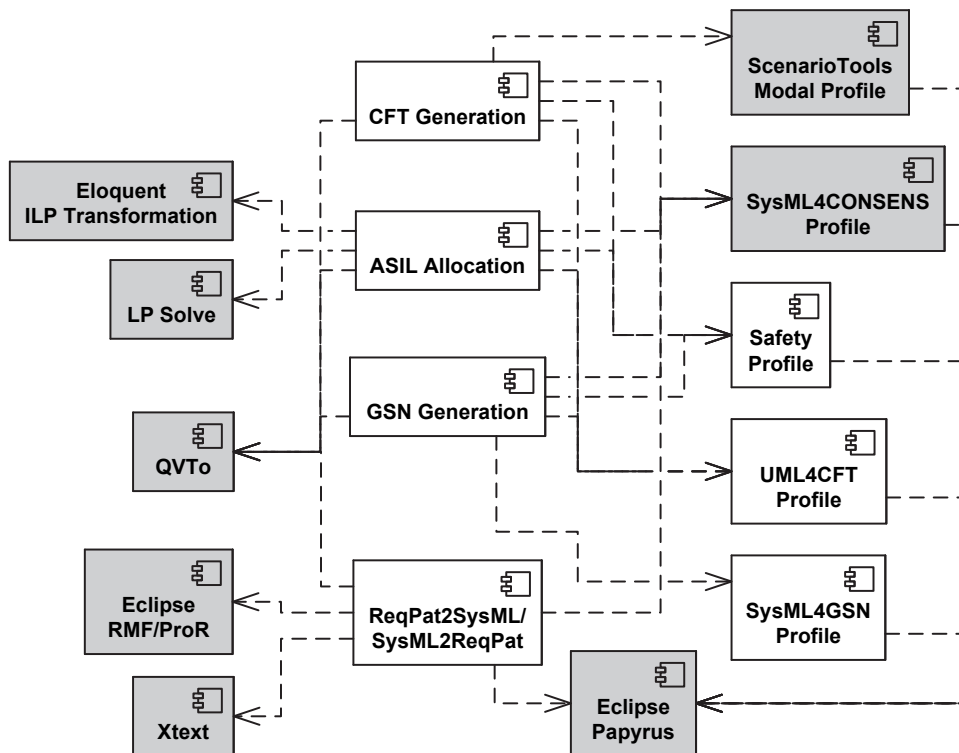 ScenarioTools
Modal Profile
CFT Generation
Eloquent
ILP Transformation
SysML4CONSENS
Profile
ASIL Allocation
LP Solve
Safety
Profile
GSN Generation
QVTo
UML4CFT
Profile
Eclipse
RMF/ProR
ReqPat2SysML/
SysML2ReqPat
SysML4GSN
Profile
Xtext
Eclipse
Papyrus